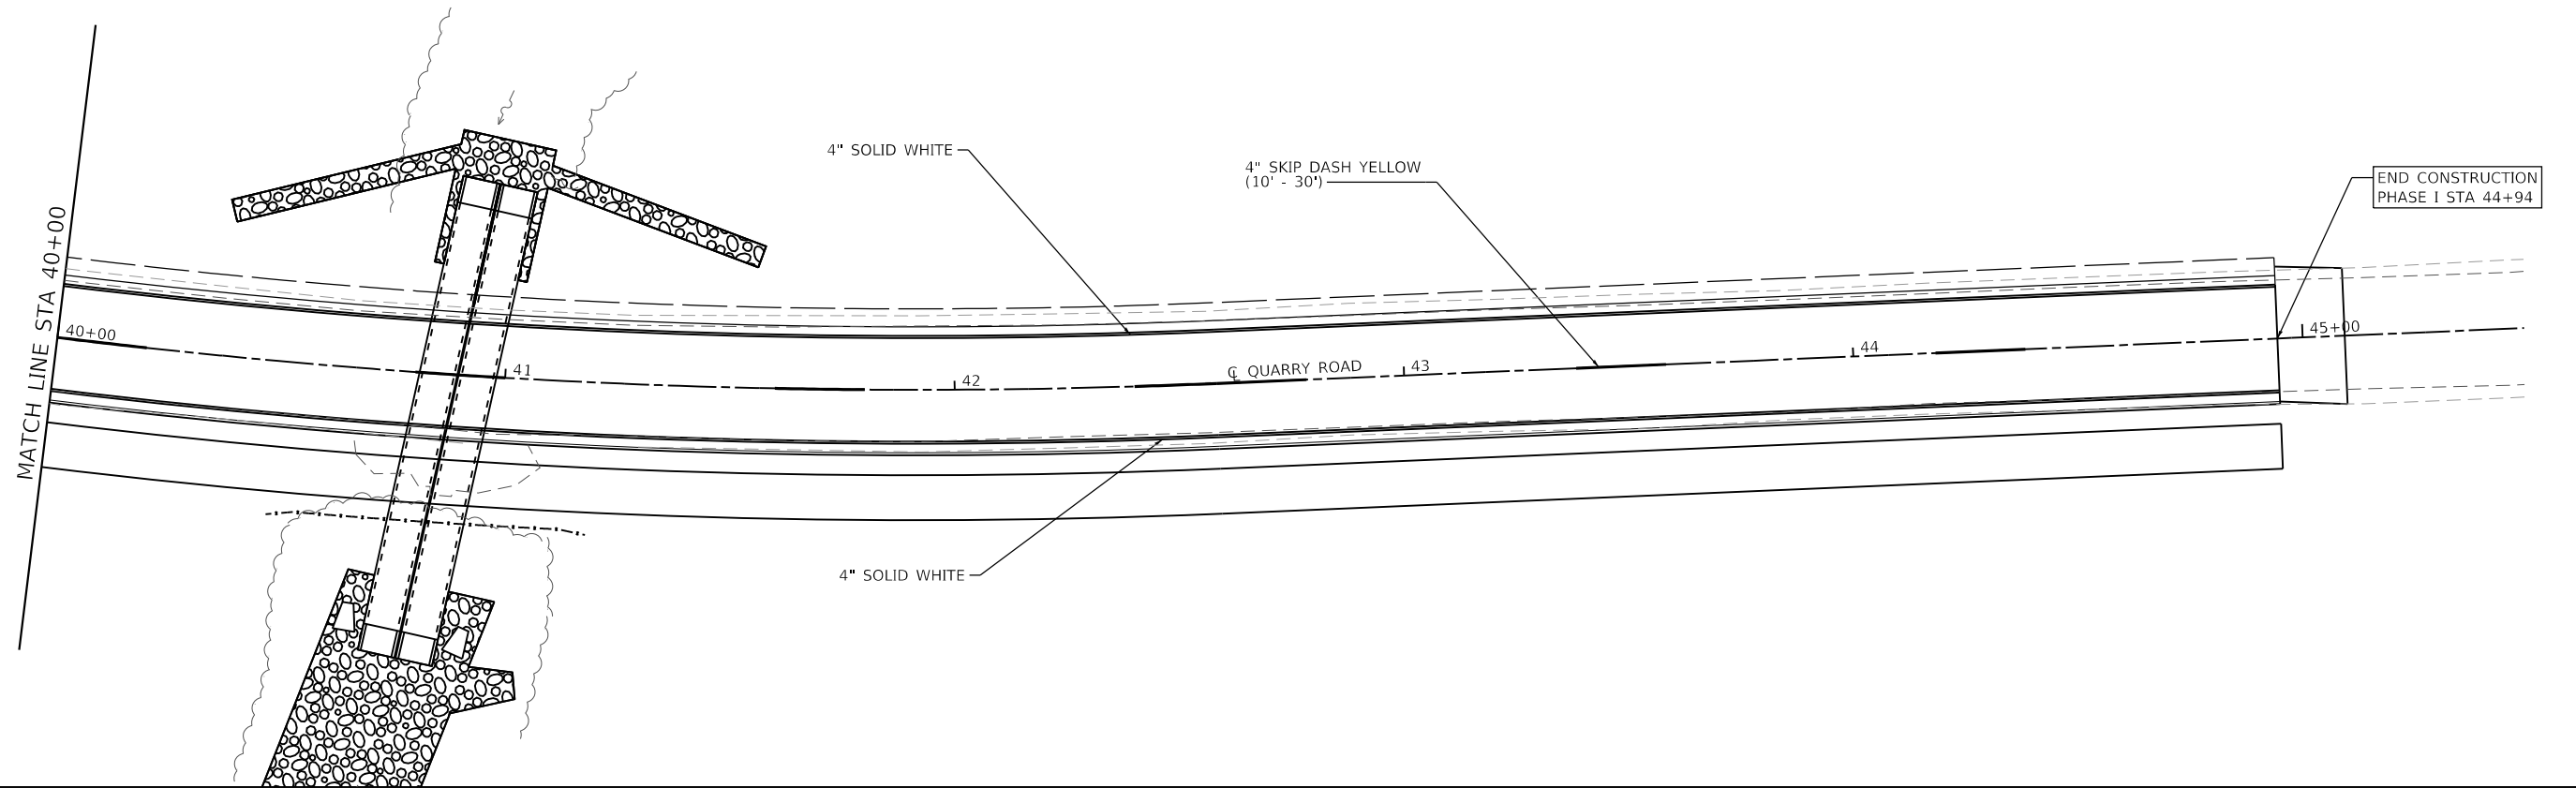 MATCH LINE STA 40+00
4" SOLID WHITE
4" SKIP DASH YELLOW
(10' - 30')
END CONSTRUCTION
PHASE I STA 44+94
40+00
41
42
℄ QUARRY ROAD
43
44
45+00
4" SOLID WHITE